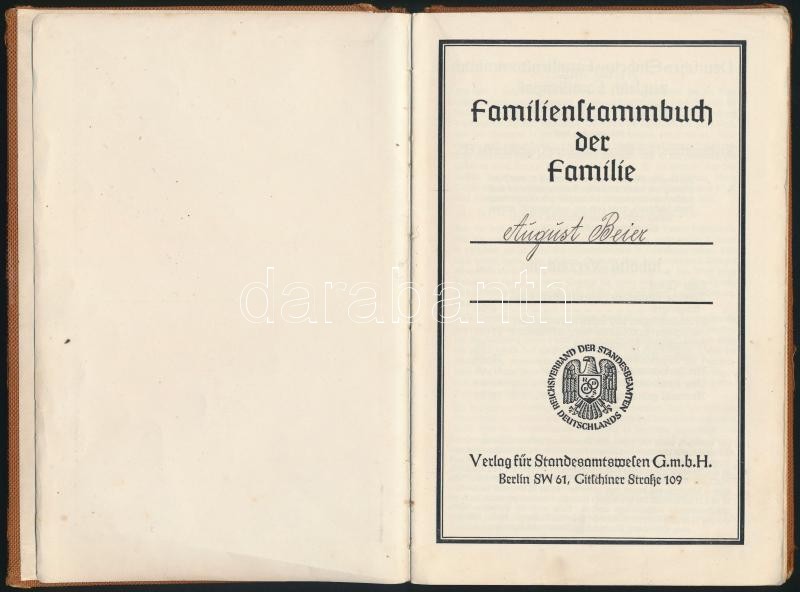 Familienſtammbuch
der
Familie
August Beier
darabanth
REICHSVERBAND DER STANDESBEAMTEN
DEUTSCHLANDS
Verlag für Standesamtsweſen G.m.b.H.
Berlin SW 61, Gitſchiner Straße 109